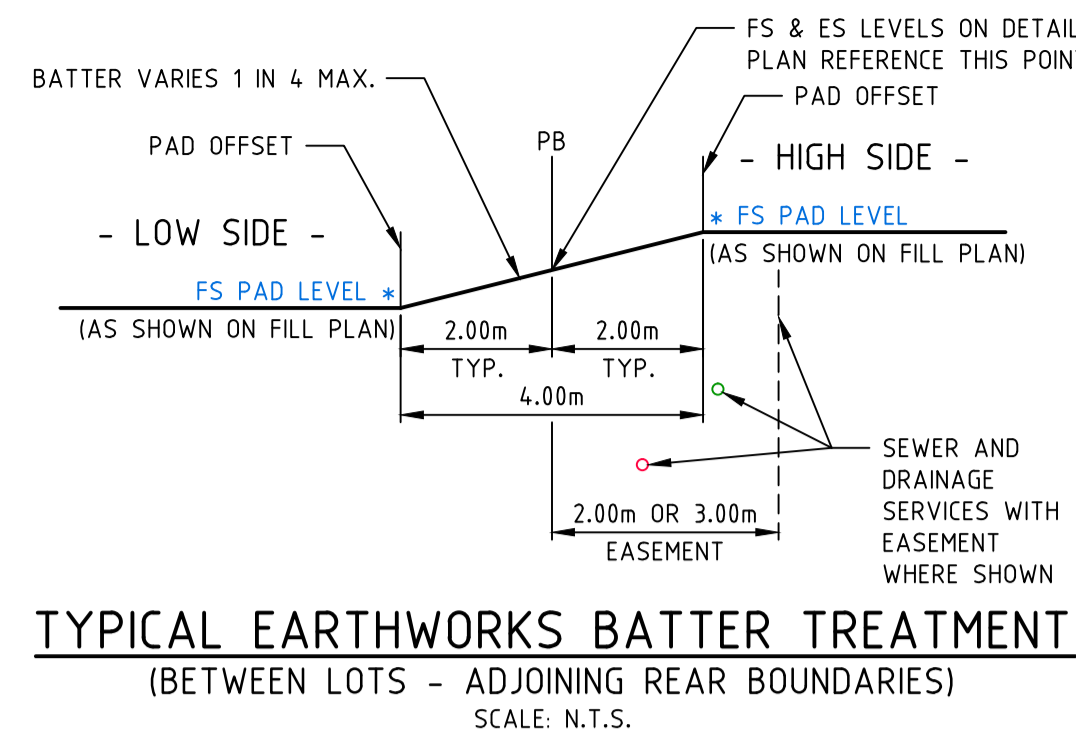 FS & ES LEVELS ON DETAIL
PLAN REFERENCE THIS POIN
BATTER VARIES 1 IN 4 MAX.
PAD OFFSET
PAD OFFSET
PB
- HIGH SIDE -
- LOW SIDE -
* FS PAD LEVEL
(AS SHOWN ON FILL PLAN)
FS PAD LEVEL *
(AS SHOWN ON FILL PLAN)
2.00m
2.00m
TYP.
TYP.
4.00m
SEWER AND
DRAINAGE
SERVICES WITH
EASEMENT
WHERE SHOWN
2.00m OR 3.00m
EASEMENT
TYPICAL EARTHWORKS BATTER TREATMENT
(BETWEEN LOTS - ADJOINING REAR BOUNDARIES)
SCALE: N.T.S.